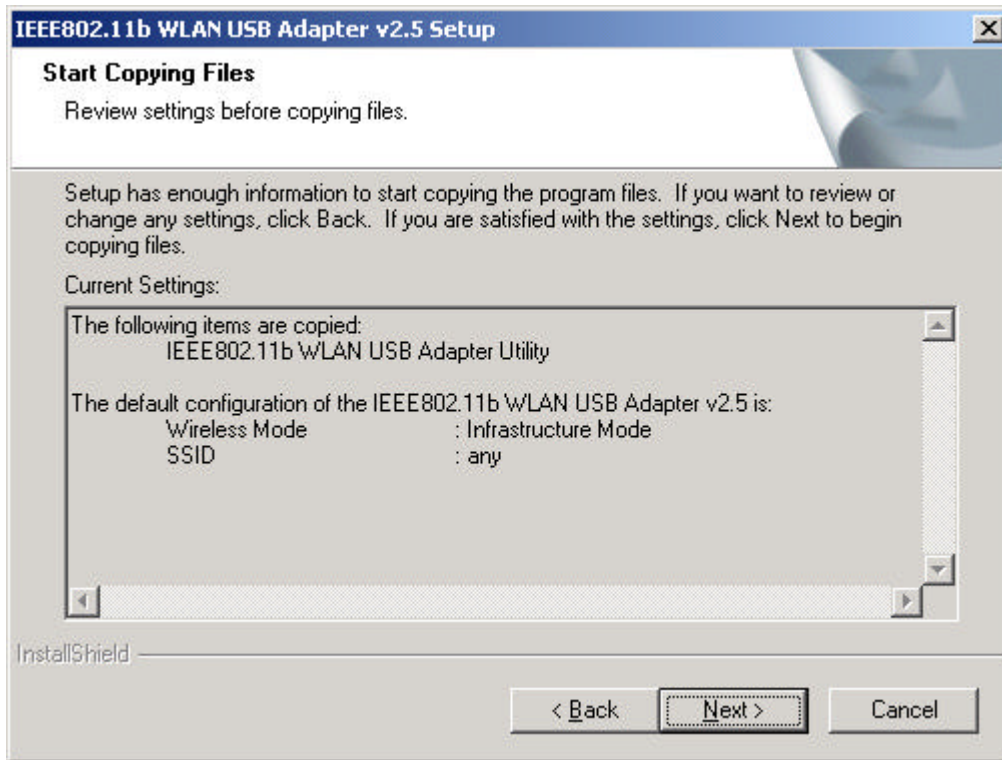 IEEE802.11b WLAN USB Adapter v2.5 Setup
Start Copying Files
Review settings before copying files.
Setup has enough information to start copying the program files. If you want to review or
change any settings, click Back. If you are satisfied with the settings, click Next to begin
copying files.
Current Settings:
The following items are copied:
IEEE802.11b WLAN USB Adapter Utility
The default configuration of the IEEE802.11b WLAN USB Adapter v2.5 is:
Wireless Mode : Infrastructure Mode
SSID : any
InstallShield
< Back Next > Cancel